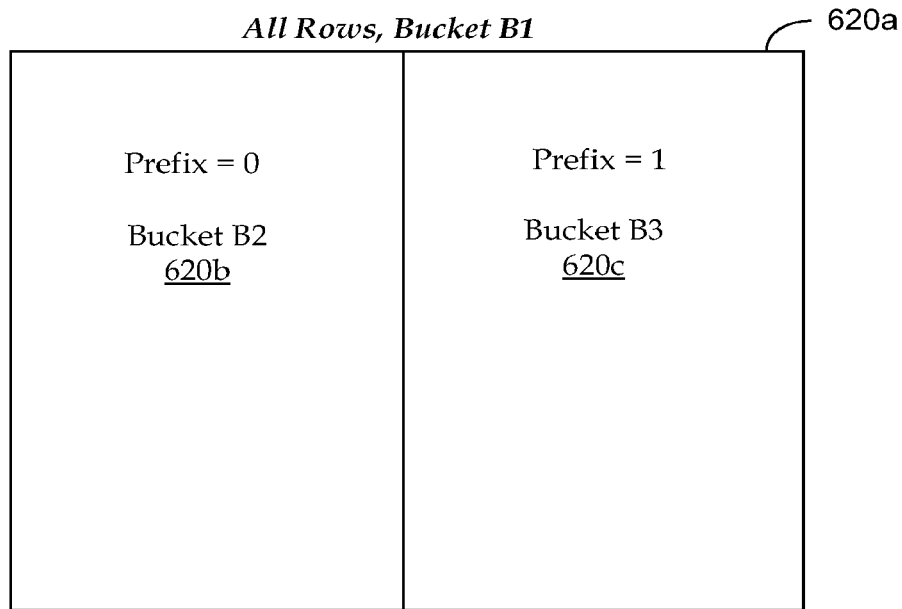 620a
All Rows, Bucket B1
Prefix = 0
Bucket B2
620b
Prefix = 1
Bucket B3
620c